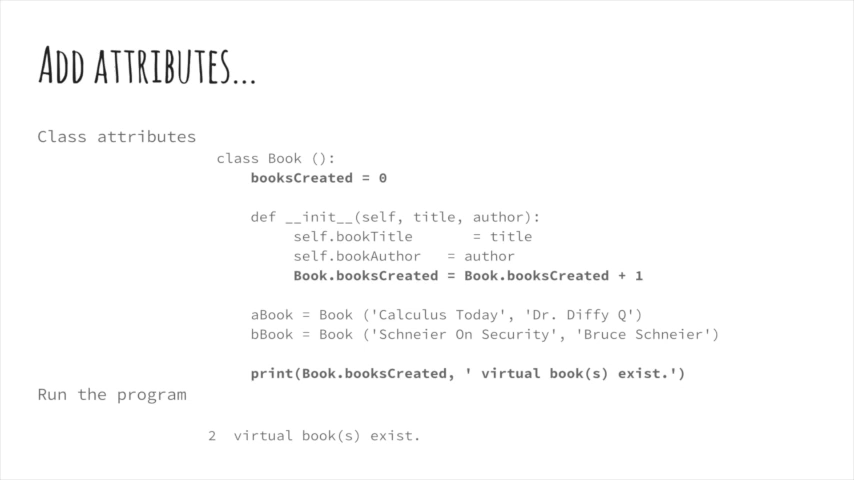 ADD ATTRIBUTES...
Class attributes
class Book ():
booksCreated = 0
def __init__(self, title, author):
self.bookTitle = title
self.bookAuthor = author
Book.booksCreated = Book.booksCreated + 1
aBook = Book ('Calculus Today', 'Dr. Diffy Q')
bBook = Book ('Schneier On Security', 'Bruce Schneier')
print(Book.booksCreated, ' virtual book(s) exist.')
Run the program
2  virtual book(s) exist.